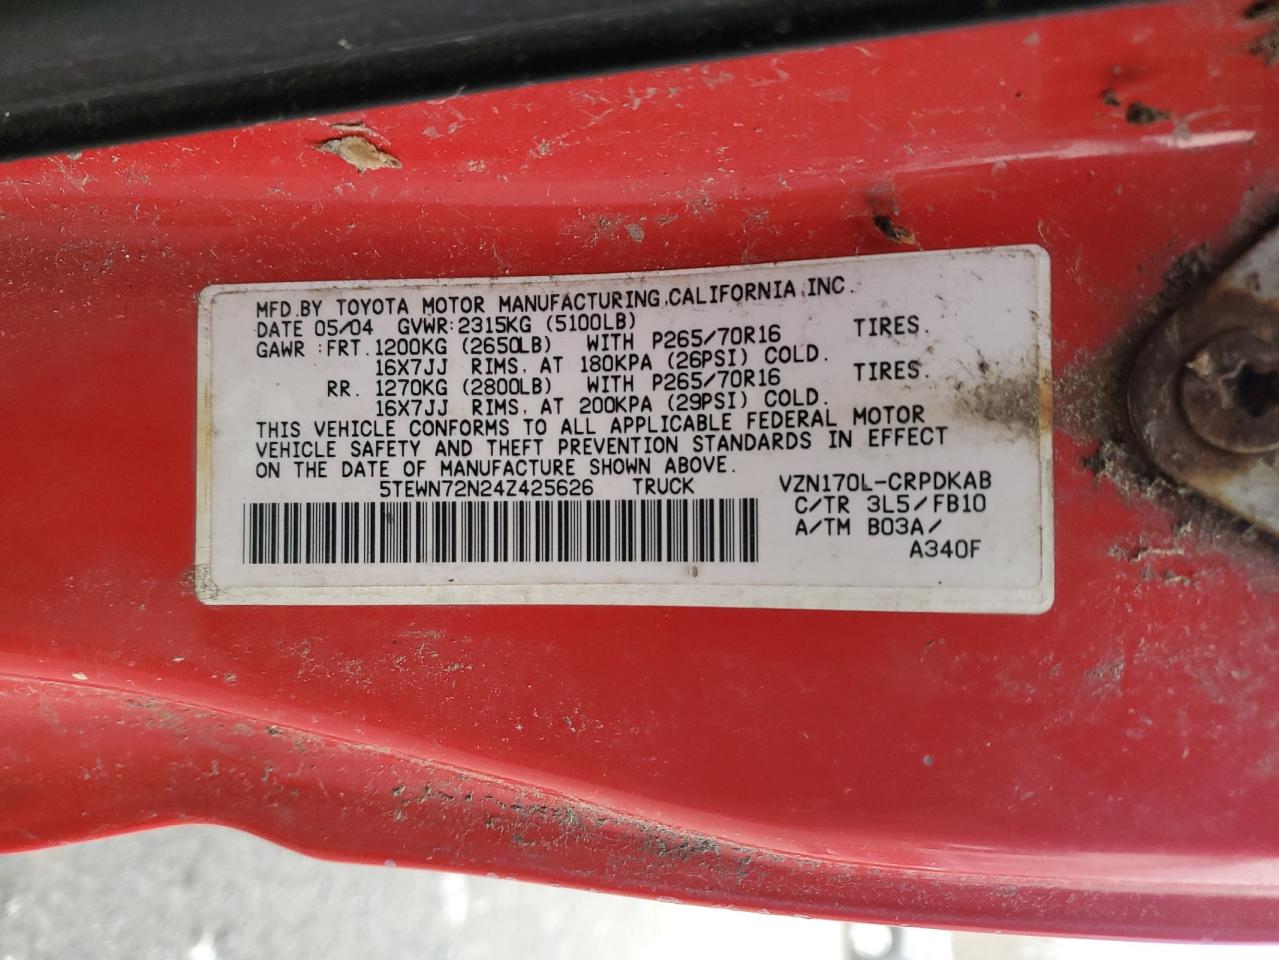 MFD.BY TOYOTA MOTOR MANUFACTURING,CALIFORNIA,INC.
DATE 05/04 GVWR:2315KG (5100LB)
GAWR :FRT.1200KG (2650LB) WITH P265/70R16 TIRES.
16X7JJ RIMS. AT 180KPA (26PSI) COLD.
RR. 1270KG (2800LB) WITH P265/70R16 TIRES.
16X7JJ RIMS. AT 200KPA (29PSI) COLD.
THIS VEHICLE CONFORMS TO ALL APPLICABLE FEDERAL MOTOR
VEHICLE SAFETY AND THEFT PREVENTION STANDARDS IN EFFECT
ON THE DATE OF MANUFACTURE SHOWN ABOVE.
5TEWN72N24Z425626 TRUCK VZN170L-CRPDKAB
C/TR 3L5/FB10
A/TM B03A/
A340F